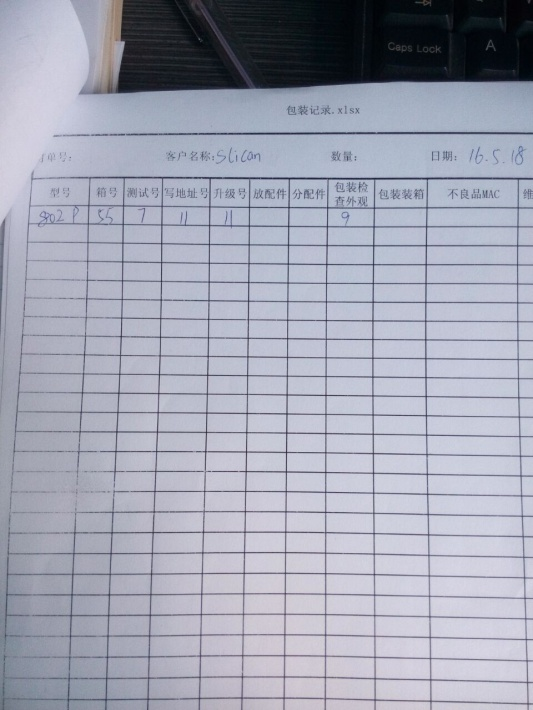 Caps Lock
A
包装记录.xlsx
单号: 客户名称: Slican 数量: 日期: 16.5.18
型号 箱号 测试号 写地址号 升级号 放配件 分配件 包装检查外观 包装装箱 不良品MAC 维
8802P 55 7 11 11 9